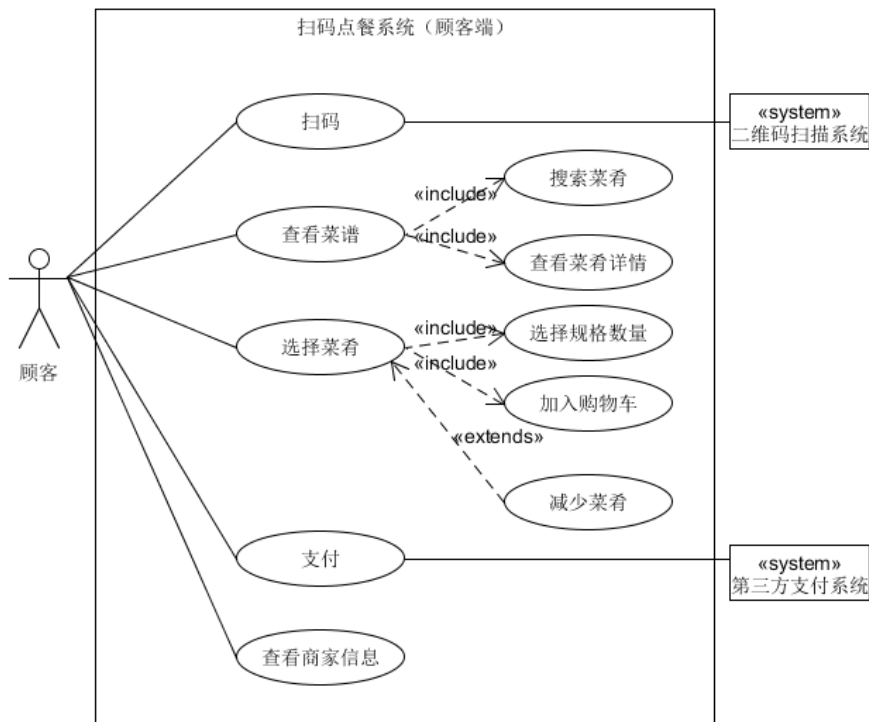 扫码点餐系统（顾客端）
扫码
«system»
二维码扫描系统
搜索菜肴
«include»
查看菜谱
«include»
查看菜肴详情
顾客
选择菜肴
«include»
选择规格数量
«include»
加入购物车
«extends»
减少菜肴
支付
«system»
第三方支付系统
查看商家信息